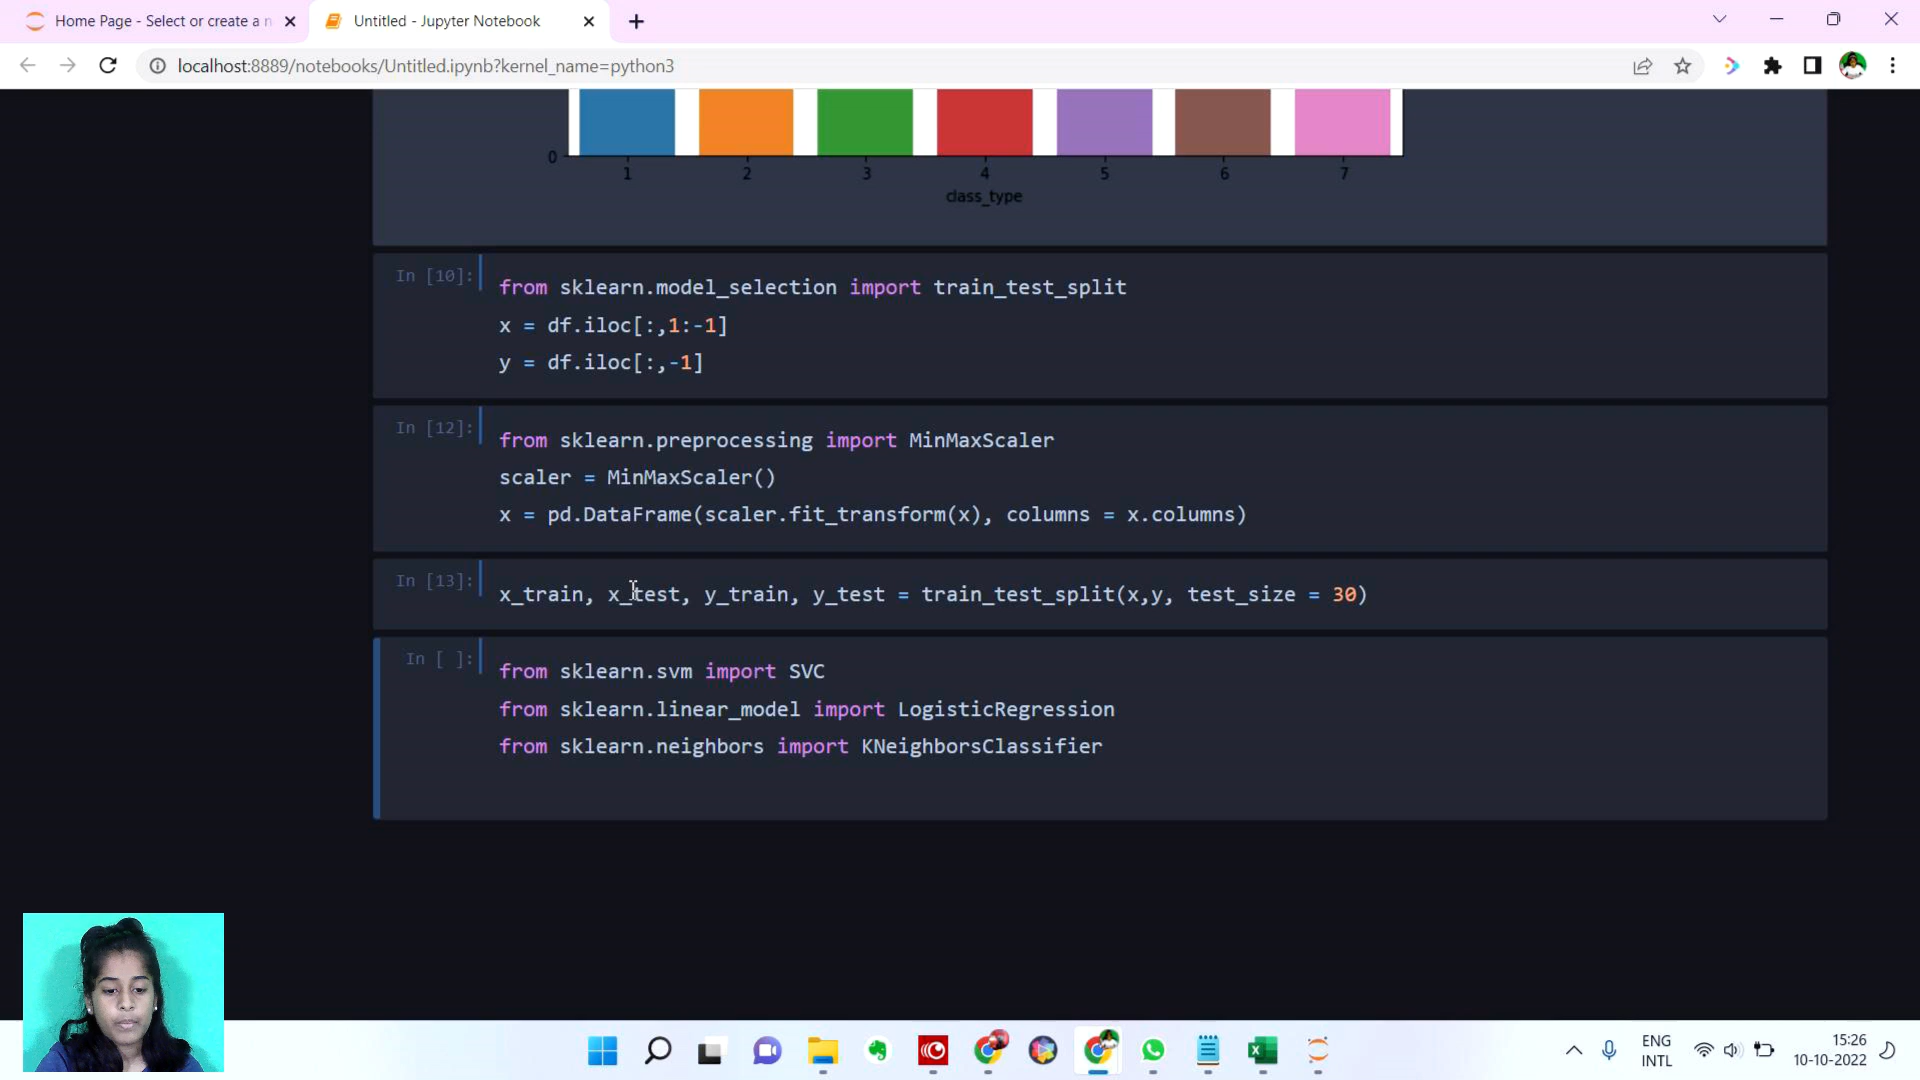 Home Page - Select or create a n
Untitled - Jupyter Notebook
localhost:8889/notebooks/Untitled.ipynb?kernel_name=python3
0
1 2 3 4 5 6 7
class_type
In [10]:
from sklearn.model_selection import train_test_split
x = df.iloc[:,1:-1]
y = df.iloc[:,-1]
In [12]:
from sklearn.preprocessing import MinMaxScaler
scaler = MinMaxScaler()
x = pd.DataFrame(scaler.fit_transform(x), columns = x.columns)
In [13]:
x_train, x_test, y_train, y_test = train_test_split(x,y, test_size = 30)
In [ ]:
from sklearn.svm import SVC
from sklearn.linear_model import LogisticRegression
from sklearn.neighbors import KNeighborsClassifier
ENG
INTL
15:26
10-10-2022